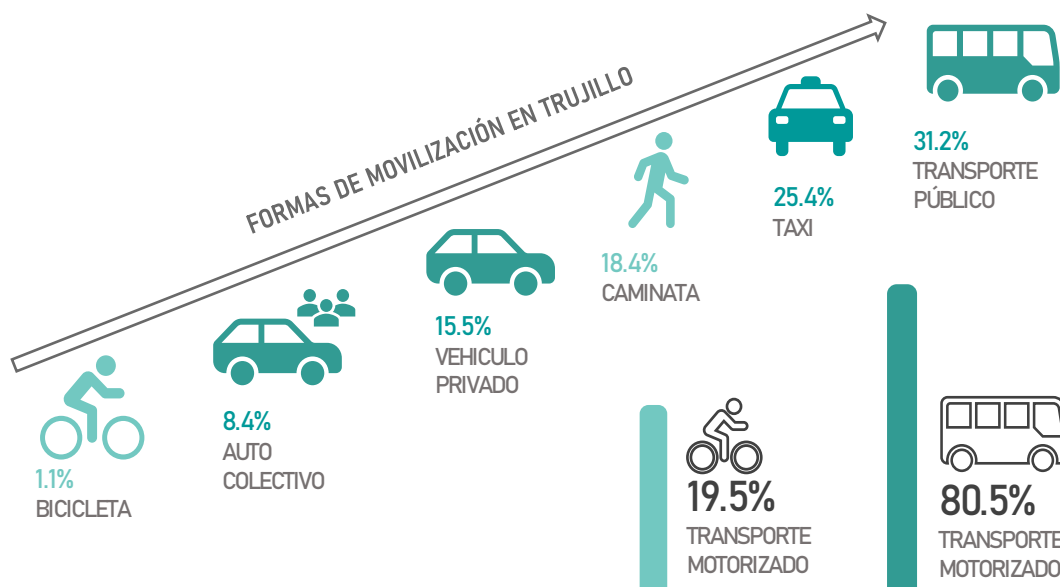 FORMAS DE MOVILIZACIÓN EN TRUJILLO
1.1%
BICICLETA
8.4%
AUTO
COLECTIVO
15.5%
VEHICULO
PRIVADO
18.4%
CAMINATA
25.4%
TAXI
31.2%
TRANSPORTE
PÚBLICO
19.5%
TRANSPORTE
MOTORIZADO
80.5%
TRANSPORTE
MOTORIZADO